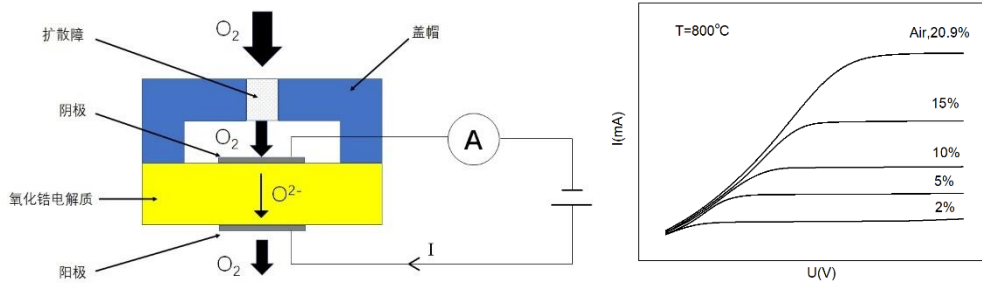 O₂
扩散障
盖帽
阴极
O₂
A
O²⁻
氧化锆电解质
阳极
O₂
I
T=800°C
Air,20.9%
15%
10%
5%
2%
I(mA)
U(V)